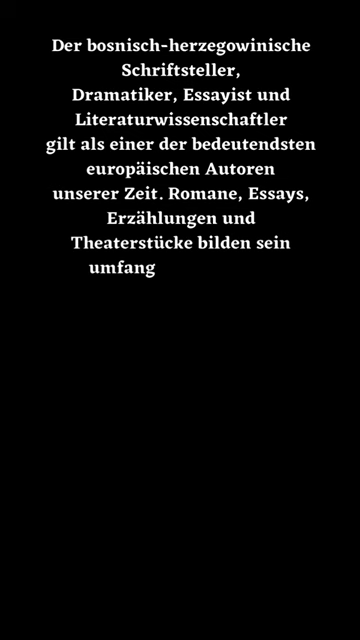 Der bosnisch-herzegowinische
Schriftsteller,
Dramatiker, Essayist und
Literaturwissenschaftler
gilt als einer der bedeutendsten
europäischen Autoren
unserer Zeit. Romane, Essays,
Erzählungen und
Theaterstücke bilden sein
umfang